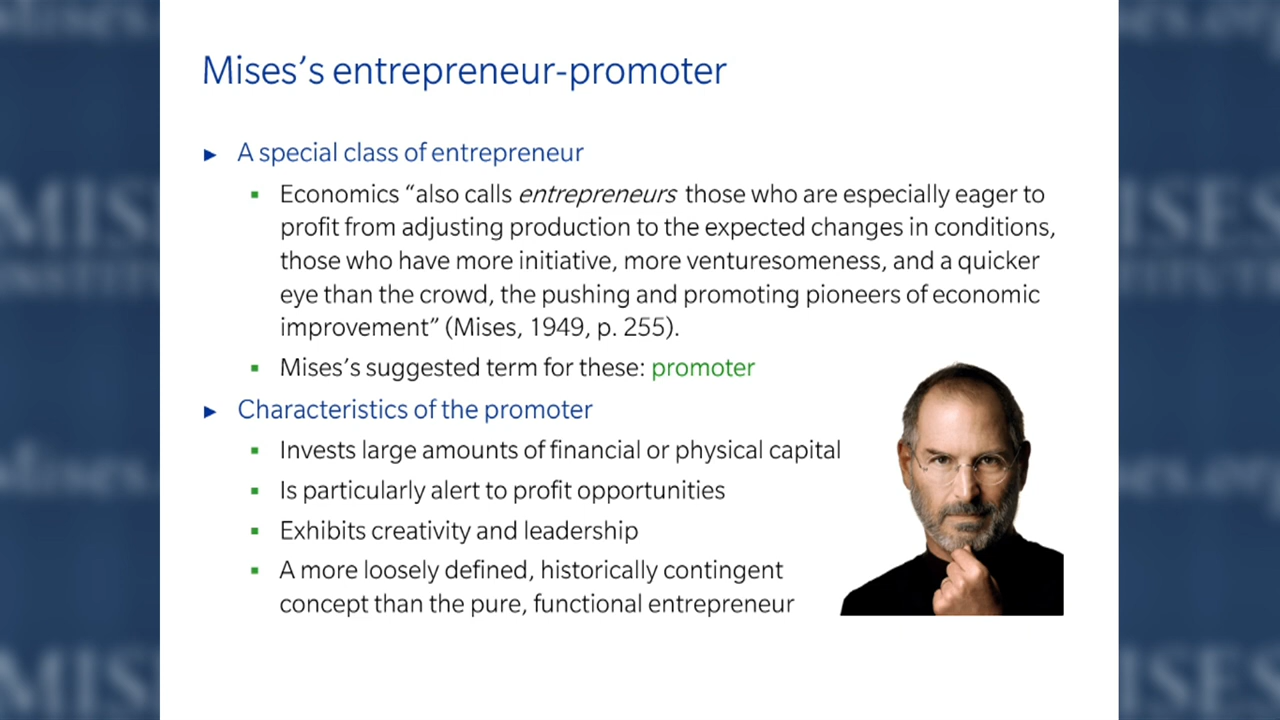 Mises’s entrepreneur-promoter
► A special class of entrepreneur
▪ Economics “also calls entrepreneurs those who are especially eager to
profit from adjusting production to the expected changes in conditions,
those who have more initiative, more venturesomeness, and a quicker
eye than the crowd, the pushing and promoting pioneers of economic
improvement” (Mises, 1949, p. 255).
▪ Mises’s suggested term for these: promoter
► Characteristics of the promoter
▪ Invests large amounts of financial or physical capital
▪ Is particularly alert to profit opportunities
▪ Exhibits creativity and leadership
▪ A more loosely defined, historically contingent
concept than the pure, functional entrepreneur